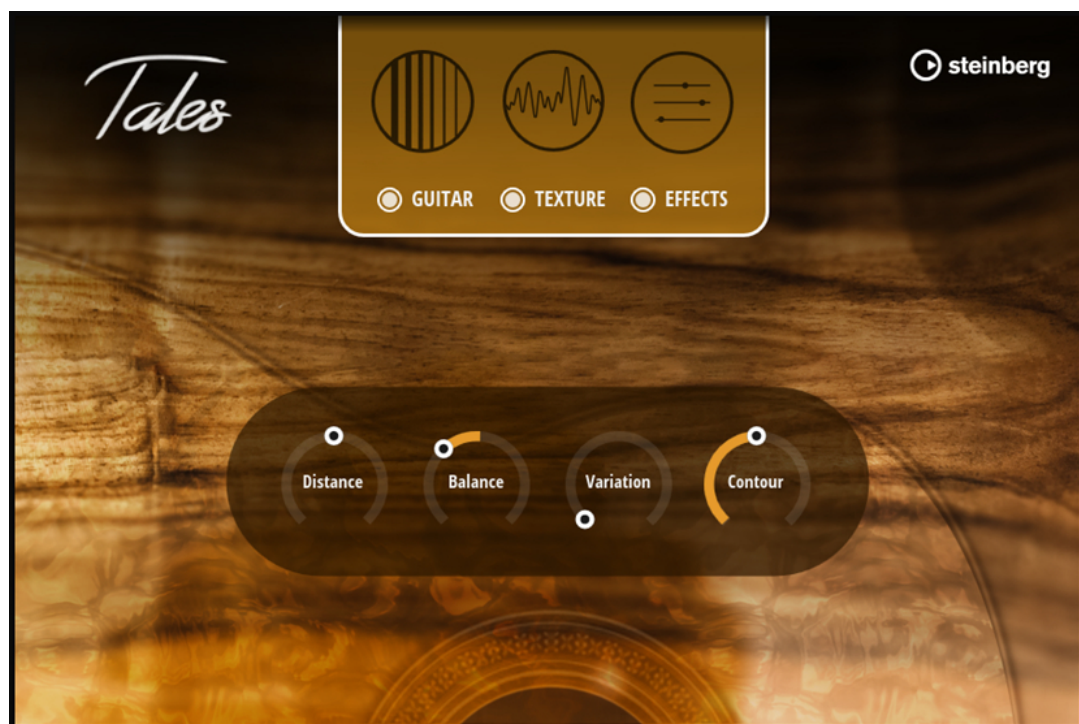 Tales
steinberg
GUITAR TEXTURE EFFECTS
Distance Balance Variation Contour